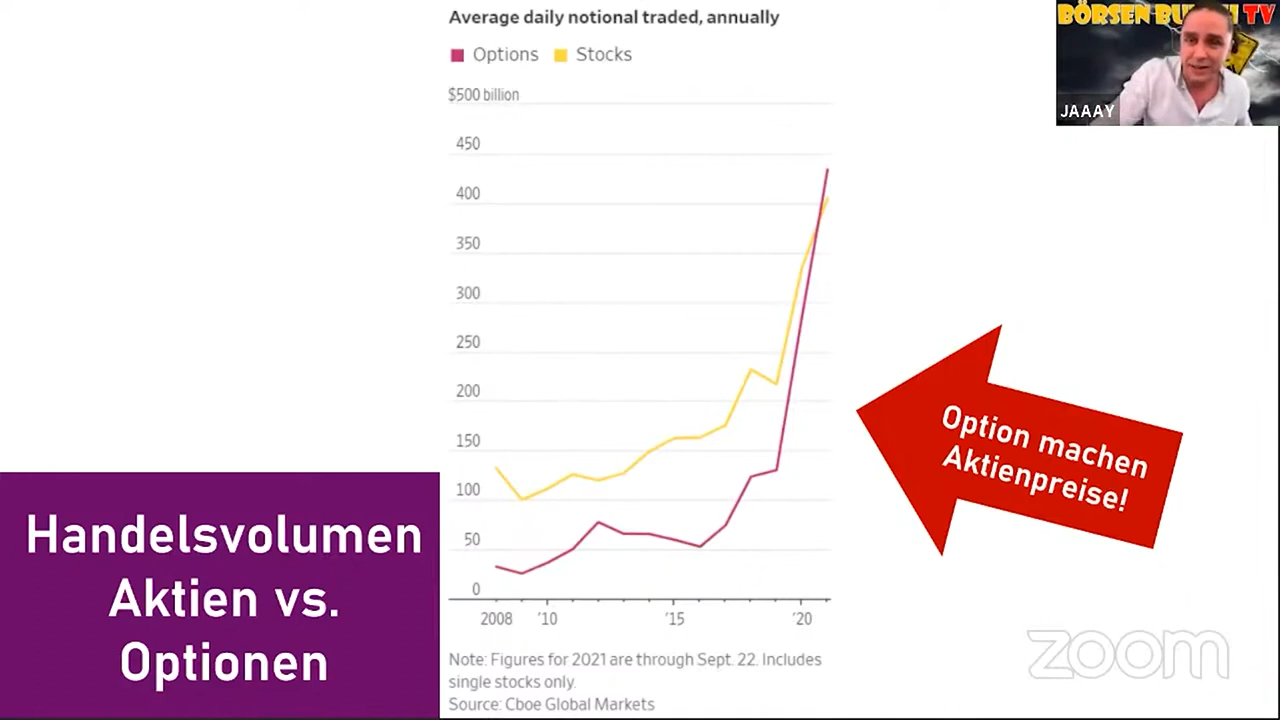 Average daily notional traded, annually
Options Stocks
$500 billion
450
400
350
300
250
200
150
100
50
0
2008 '10 '15 '20
Note: Figures for 2021 are through Sept. 22. Includes
single stocks only.
Source: Cboe Global Markets
Handelsvolumen
Aktien vs.
Optionen
Option machen
Aktienpreise!
BÖRSEN TV
JAAAY
zoom